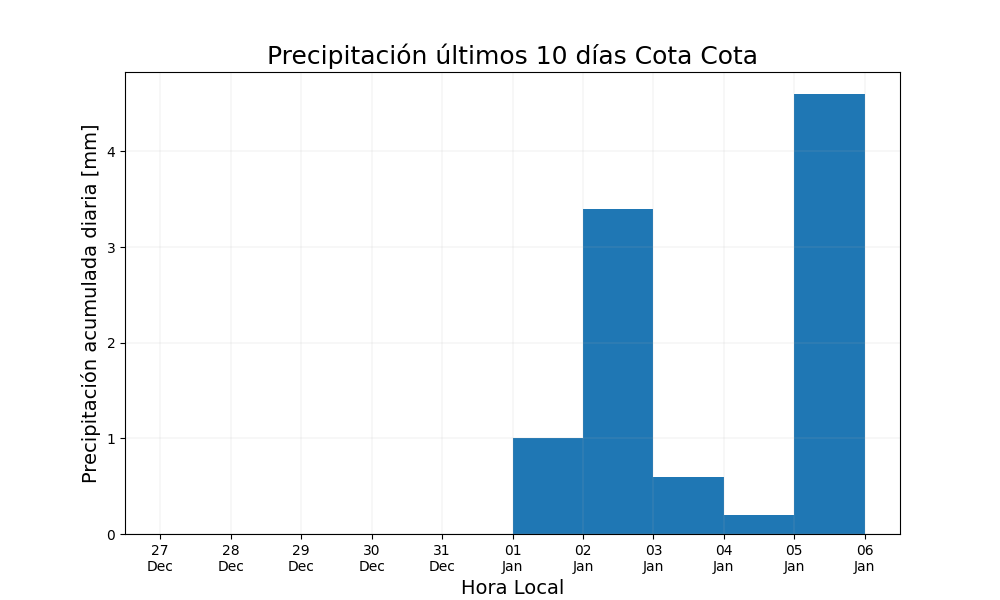 Precipitación últimos 10 días Cota Cota
Precipitación acumulada diaria [mm]
4
3
2
1
0
27 28 29 30 31 01 02 03 04 05 06
Dec Dec Dec Dec Dec Jan Jan Jan Jan Jan Jan
Hora Local